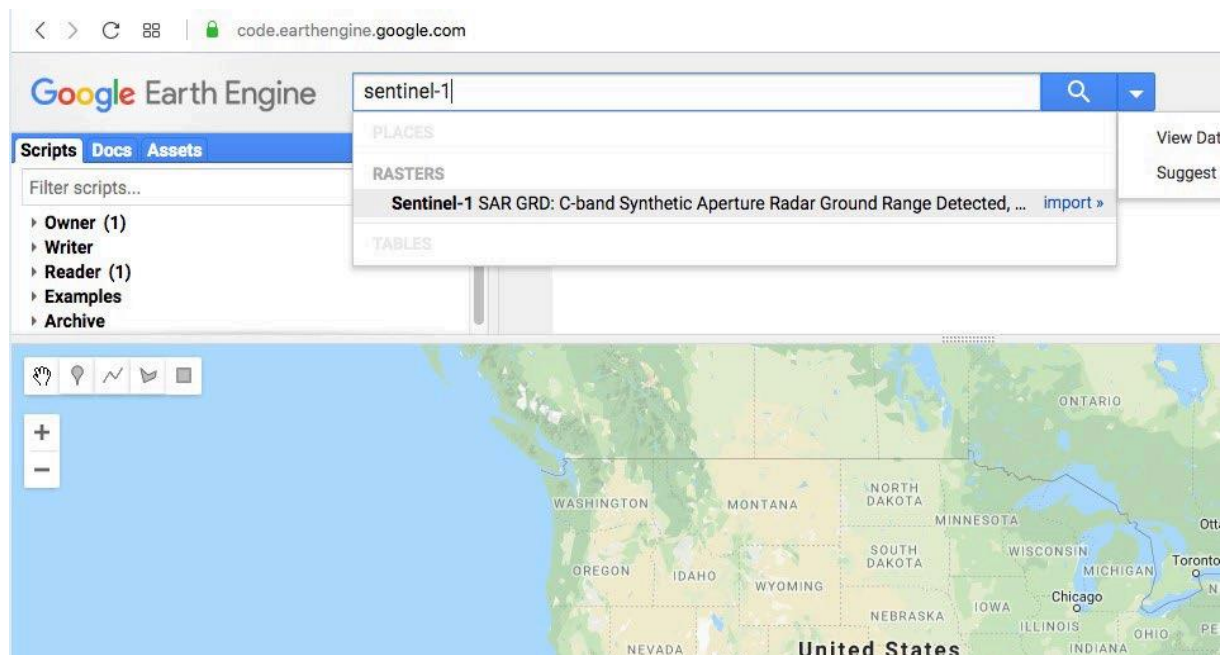 code.earthengine.google.com
Google Earth Engine
sentinel-1
PLACES
View Dat
Scripts Docs Assets
RASTERS
Suggest
Filter scripts...
Sentinel-1 SAR GRD: C-band Synthetic Aperture Radar Ground Range Detected, ... import »
Owner (1)
Writer
TABLES
Reader (1)
Examples
Archive
ONTARIO
+
−
WASHINGTON
MONTANA
NORTH
DAKOTA
MINNESOTA
Ott
SOUTH
DAKOTA
WISCONSIN
MICHIGAN
Toronto
OREGON
IDAHO
WYOMING
Chicago
N
NEBRASKA
IOWA
ILLINOIS
OHIO
PE
NEVADA
United States
INDIANA